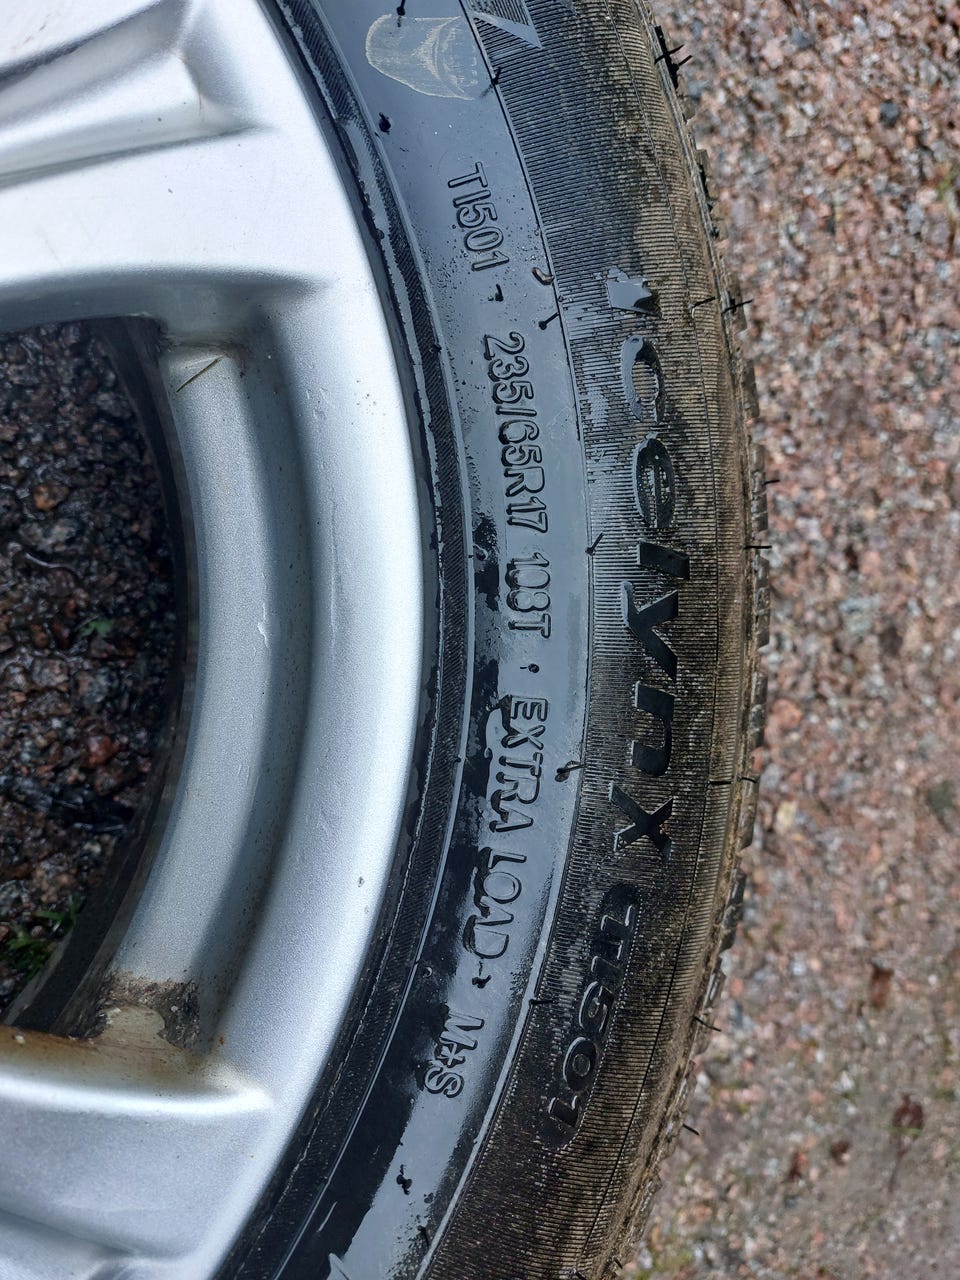 TI501 - 235/65R17 108T · EXTRA LOAD - M+S
icelynx TI501